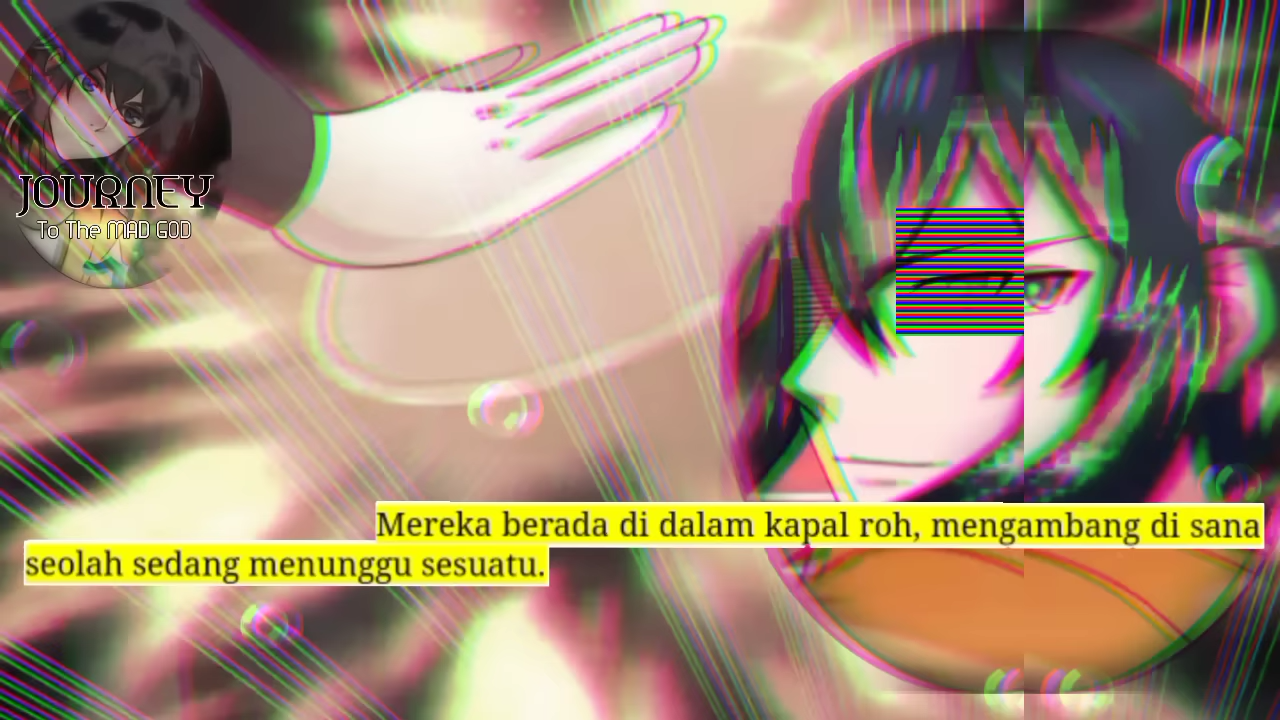 JOURNEY
To The MAD GOD
Mereka berada di dalam kapal roh, mengambang di sana
seolah sedang menunggu sesuatu.